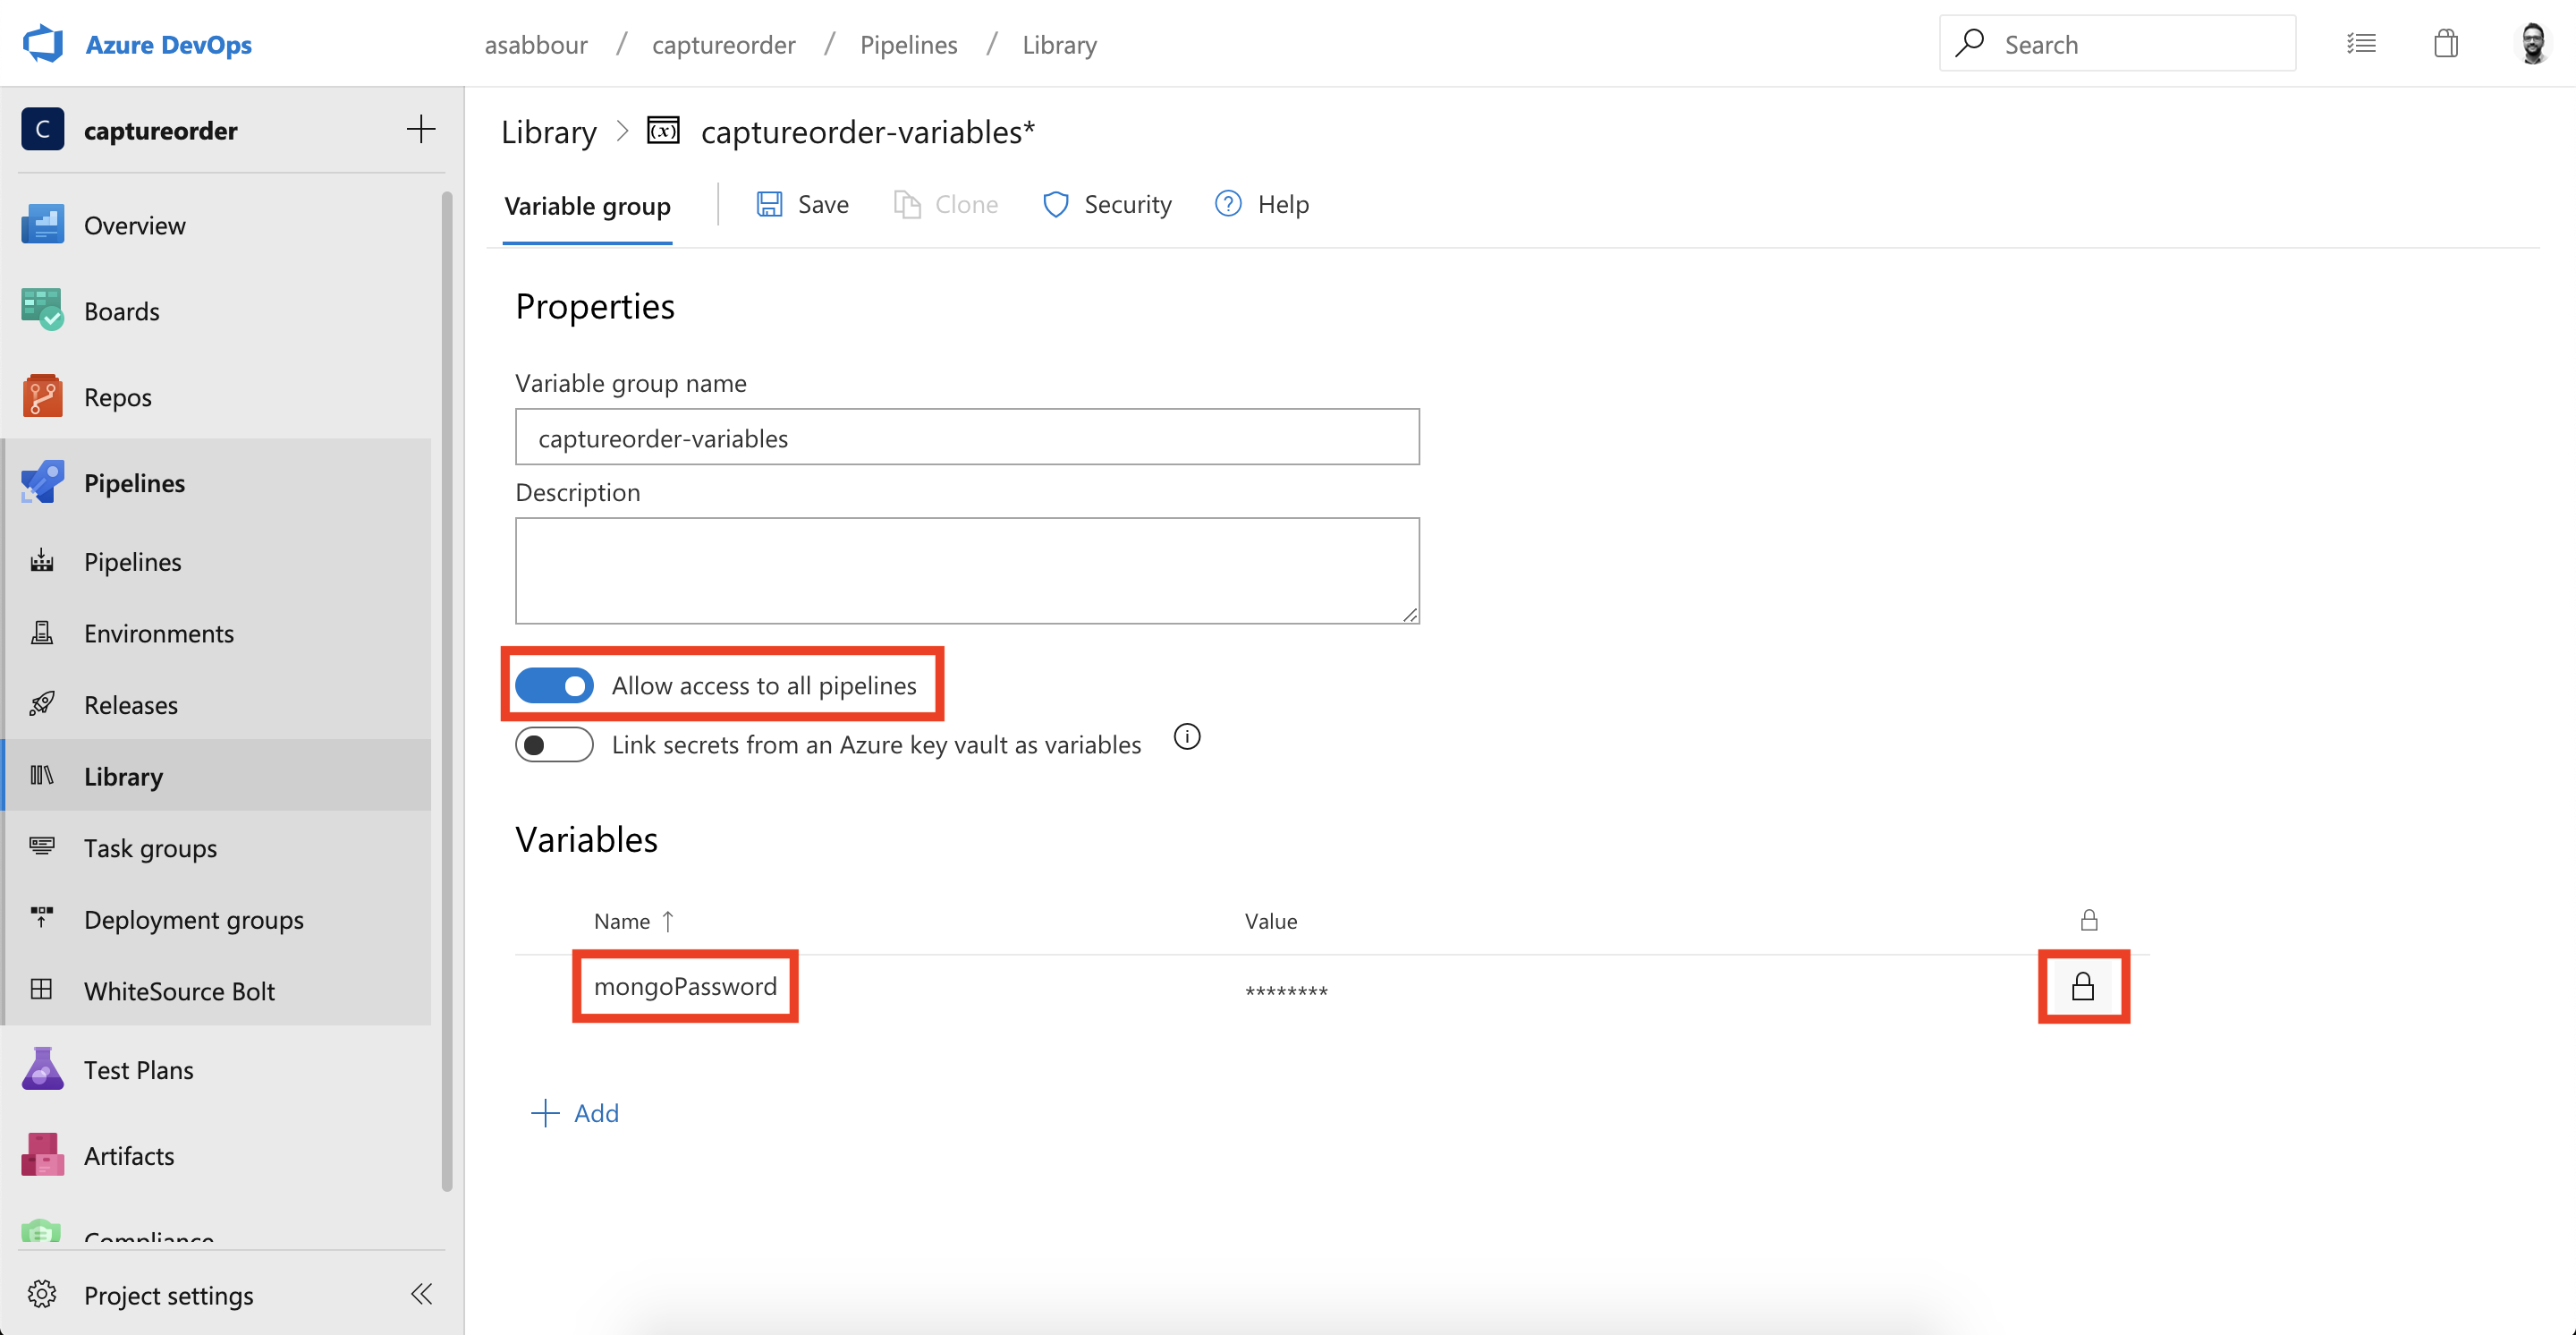 Azure DevOps
asabbour / captureorder / Pipelines / Library
Search
C captureorder
Overview
Boards
Repos
Pipelines
Pipelines
Environments
Releases
Library
Task groups
Deployment groups
WhiteSource Bolt
Test Plans
Artifacts
Compliance
Project settings
Library > (x) captureorder-variables*
Variable group Save Clone Security ? Help
Properties
Variable group name
captureorder-variables
Description
Allow access to all pipelines
Link secrets from an Azure key vault as variables i
Variables
Name ↑ Value
mongoPassword ********
+ Add